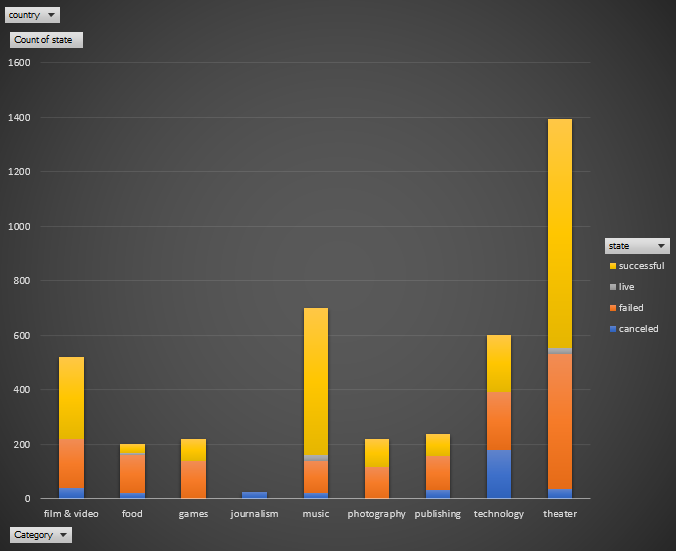 country
Count of state
1600
1400
1200
1000
800
600
400
200
0
film & video food games journalism music photography publishing technology theater
state
successful
live
failed
canceled
Category